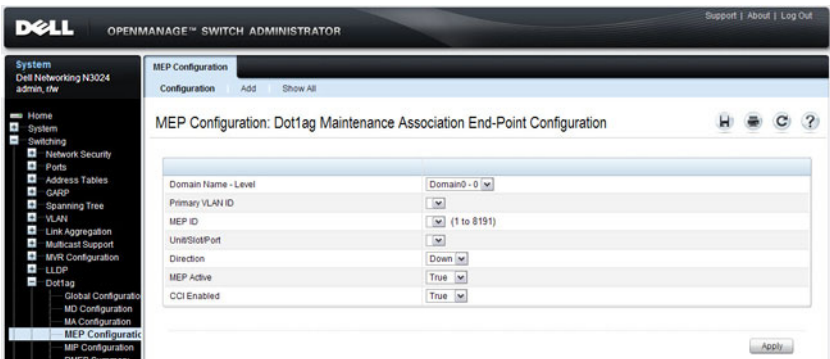 Support | About | Log Out
DELL OPENMANAGE™ SWITCH ADMINISTRATOR
System
Dell Networking N3024
admin, r/w
Home
System
Switching
Network Security
Ports
Address Tables
GARP
Spanning Tree
VLAN
Link Aggregation
Multicast Support
MVR Configuration
LLDP
Dot1ag
Global Configuratio
MD Configuration
MA Configuration
MEP Configuratic
MIP Configuration
RMEP Summary
MEP Configuration
Configuration Add Show All
MEP Configuration: Dot1ag Maintenance Association End-Point Configuration
Domain Name - Level Domain0 - 0
Primary VLAN ID
MEP ID (1 to 8191)
Unit/Slot/Port
Direction Down
MEP Active True
CCI Enabled True
Apply